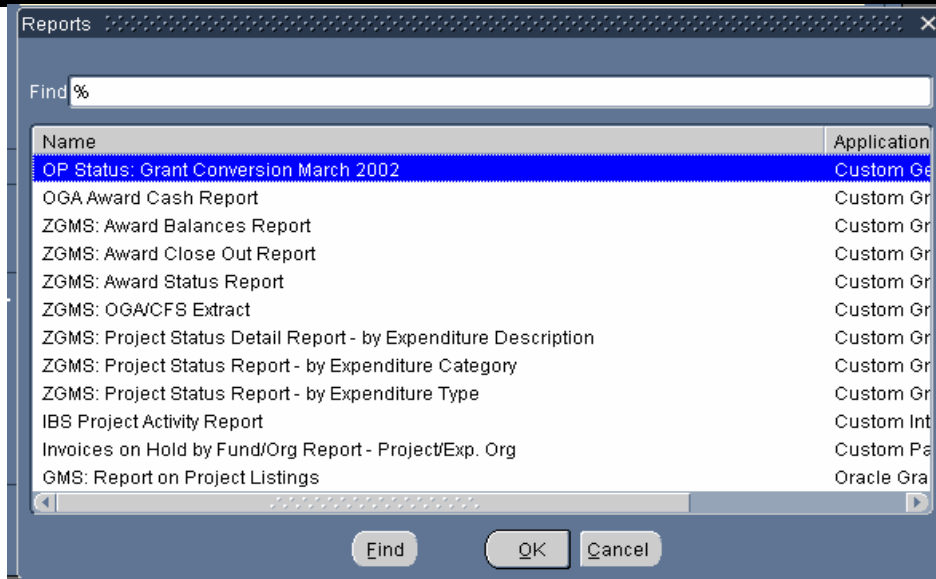 Reports
Find %
Name Application
OP Status: Grant Conversion March 2002 Custom Ge
OGA Award Cash Report Custom Gr
ZGMS: Award Balances Report Custom Gr
ZGMS: Award Close Out Report Custom Gr
ZGMS: Award Status Report Custom Gr
ZGMS: OGA/CFS Extract Custom Gr
ZGMS: Project Status Detail Report - by Expenditure Description Custom Gr
ZGMS: Project Status Report - by Expenditure Category Custom Gr
ZGMS: Project Status Report - by Expenditure Type Custom Gr
IBS Project Activity Report Custom Int
Invoices on Hold by Fund/Org Report - Project/Exp. Org Custom Pa
GMS: Report on Project Listings Oracle Gra
Find OK Cancel